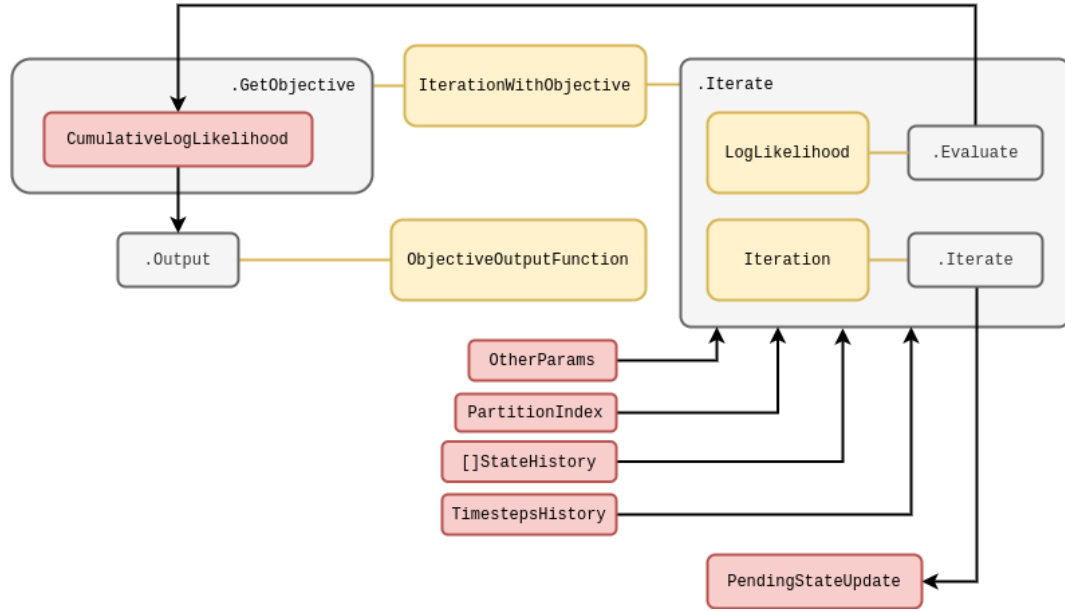 .GetObjective
IterationWithObjective
.Iterate
CumulativeLogLikelihood
LogLikelihood
.Evaluate
.Output
ObjectiveOutputFunction
Iteration
.Iterate
OtherParams
PartitionIndex
[]StateHistory
TimestepsHistory
PendingStateUpdate